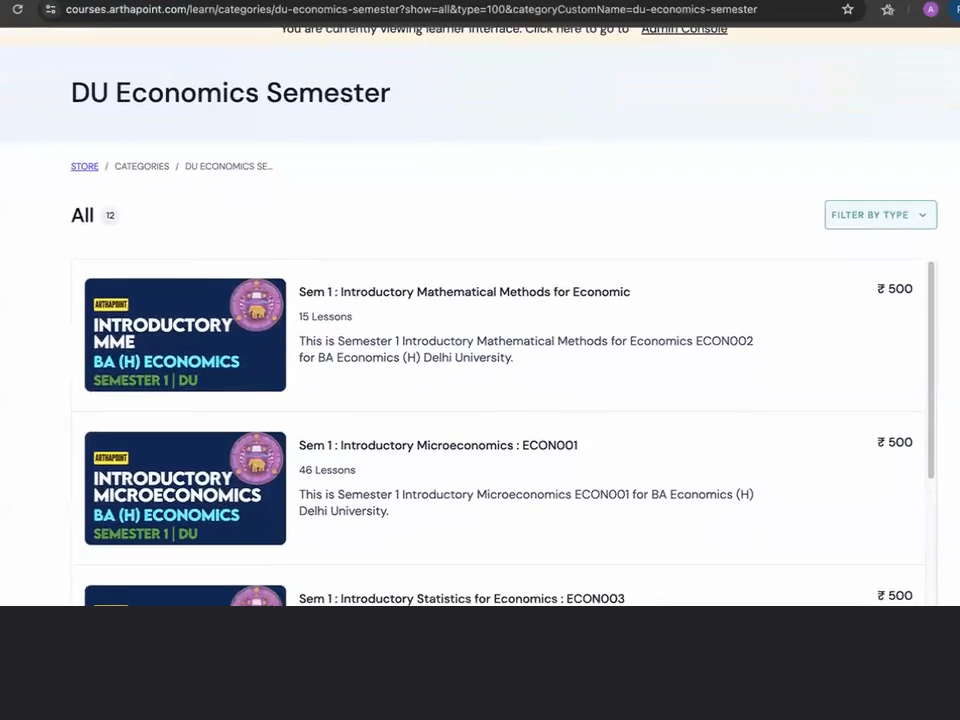 courses.arthapoint.com/learn/categories/du-economics-semester?show=all&type=100&categoryCustomName=du-economics-semester
A
You are currently viewing learner interface. Click here to go to Admin Console
DU Economics Semester
STORE / CATEGORIES / DU ECONOMICS SE...
All 12
FILTER BY TYPE
ARTHAPOINT
INTRODUCTORY
MME
BA (H) ECONOMICS
SEMESTER 1 | DU
Sem 1 : Introductory Mathematical Methods for Economic
₹ 500
15 Lessons
This is Semester 1 Introductory Mathematical Methods for Economics ECON002
for BA Economics (H) Delhi University.
ARTHAPOINT
INTRODUCTORY
MICROECONOMICS
BA (H) ECONOMICS
SEMESTER 1 | DU
Sem 1 : Introductory Microeconomics : ECON001
₹ 500
46 Lessons
This is Semester 1 Introductory Microeconomics ECON001 for BA Economics (H)
Delhi University.
Sem 1 : Introductory Statistics for Economics : ECON003
₹ 500